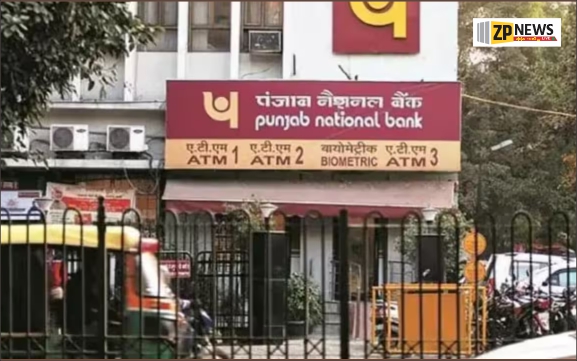 ZP NEWS
पंजाब नैशनल बैंक
punjab national bank
ए.टी.एम ए.टी.एम बायोमेट्रीक ए.टी.एम
ATM 1 ATM 2 BIOMETRIC ATM 3